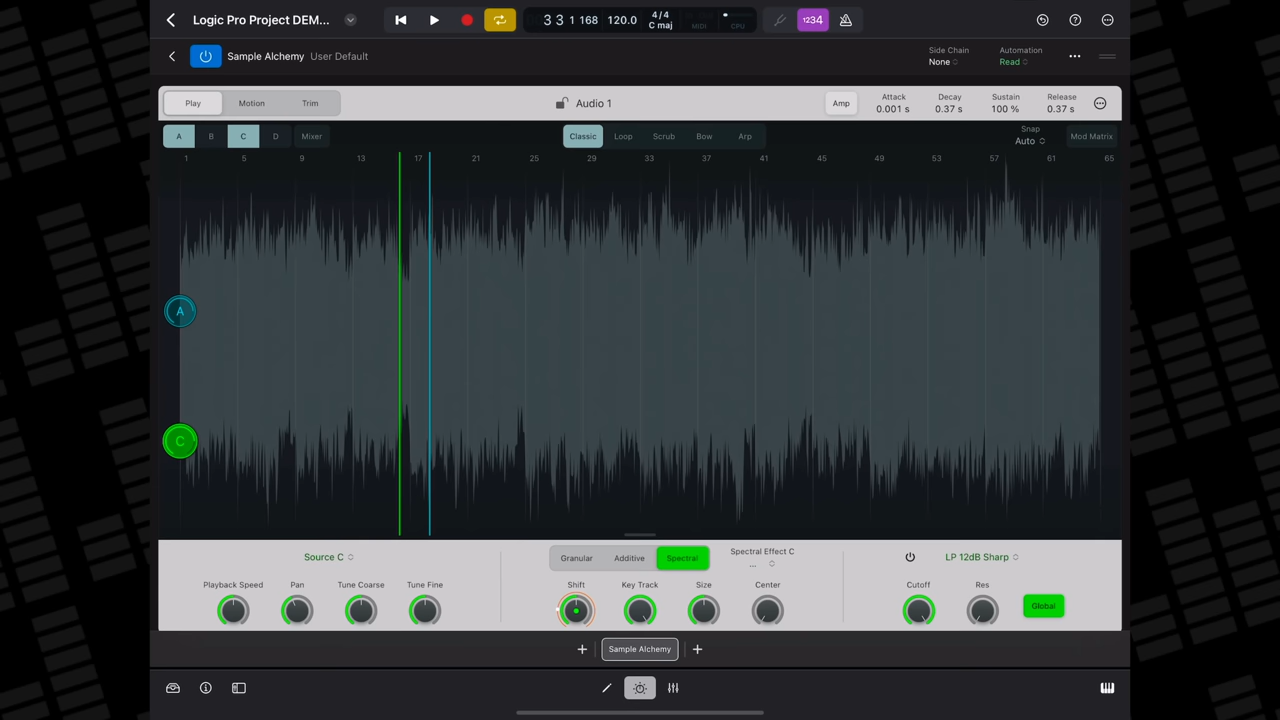 Logic Pro Project DEM...
3 3 1 168
120.0
4/4
C maj
MIDI
CPU
1234
Sample Alchemy User Default
Side Chain
None
Automation
Read
Play Motion Trim
Audio 1
Amp
Attack
0.001 s
Decay
0.37 s
Sustain
100 %
Release
0.37 s
A B C D Mixer
Classic Loop Scrub Bow Arp
Snap
Auto
Mod Matrix
1 5 9 13 17 21 25 29 33 37 41 45 49 53 57 61 65
A
C
Source C
Granular Additive Spectral
Spectral Effect C
...
LP 12dB Sharp
Playback Speed Pan Tune Coarse Tune Fine
Shift Key Track Size Center
Cutoff Res
Global
+ Sample Alchemy +